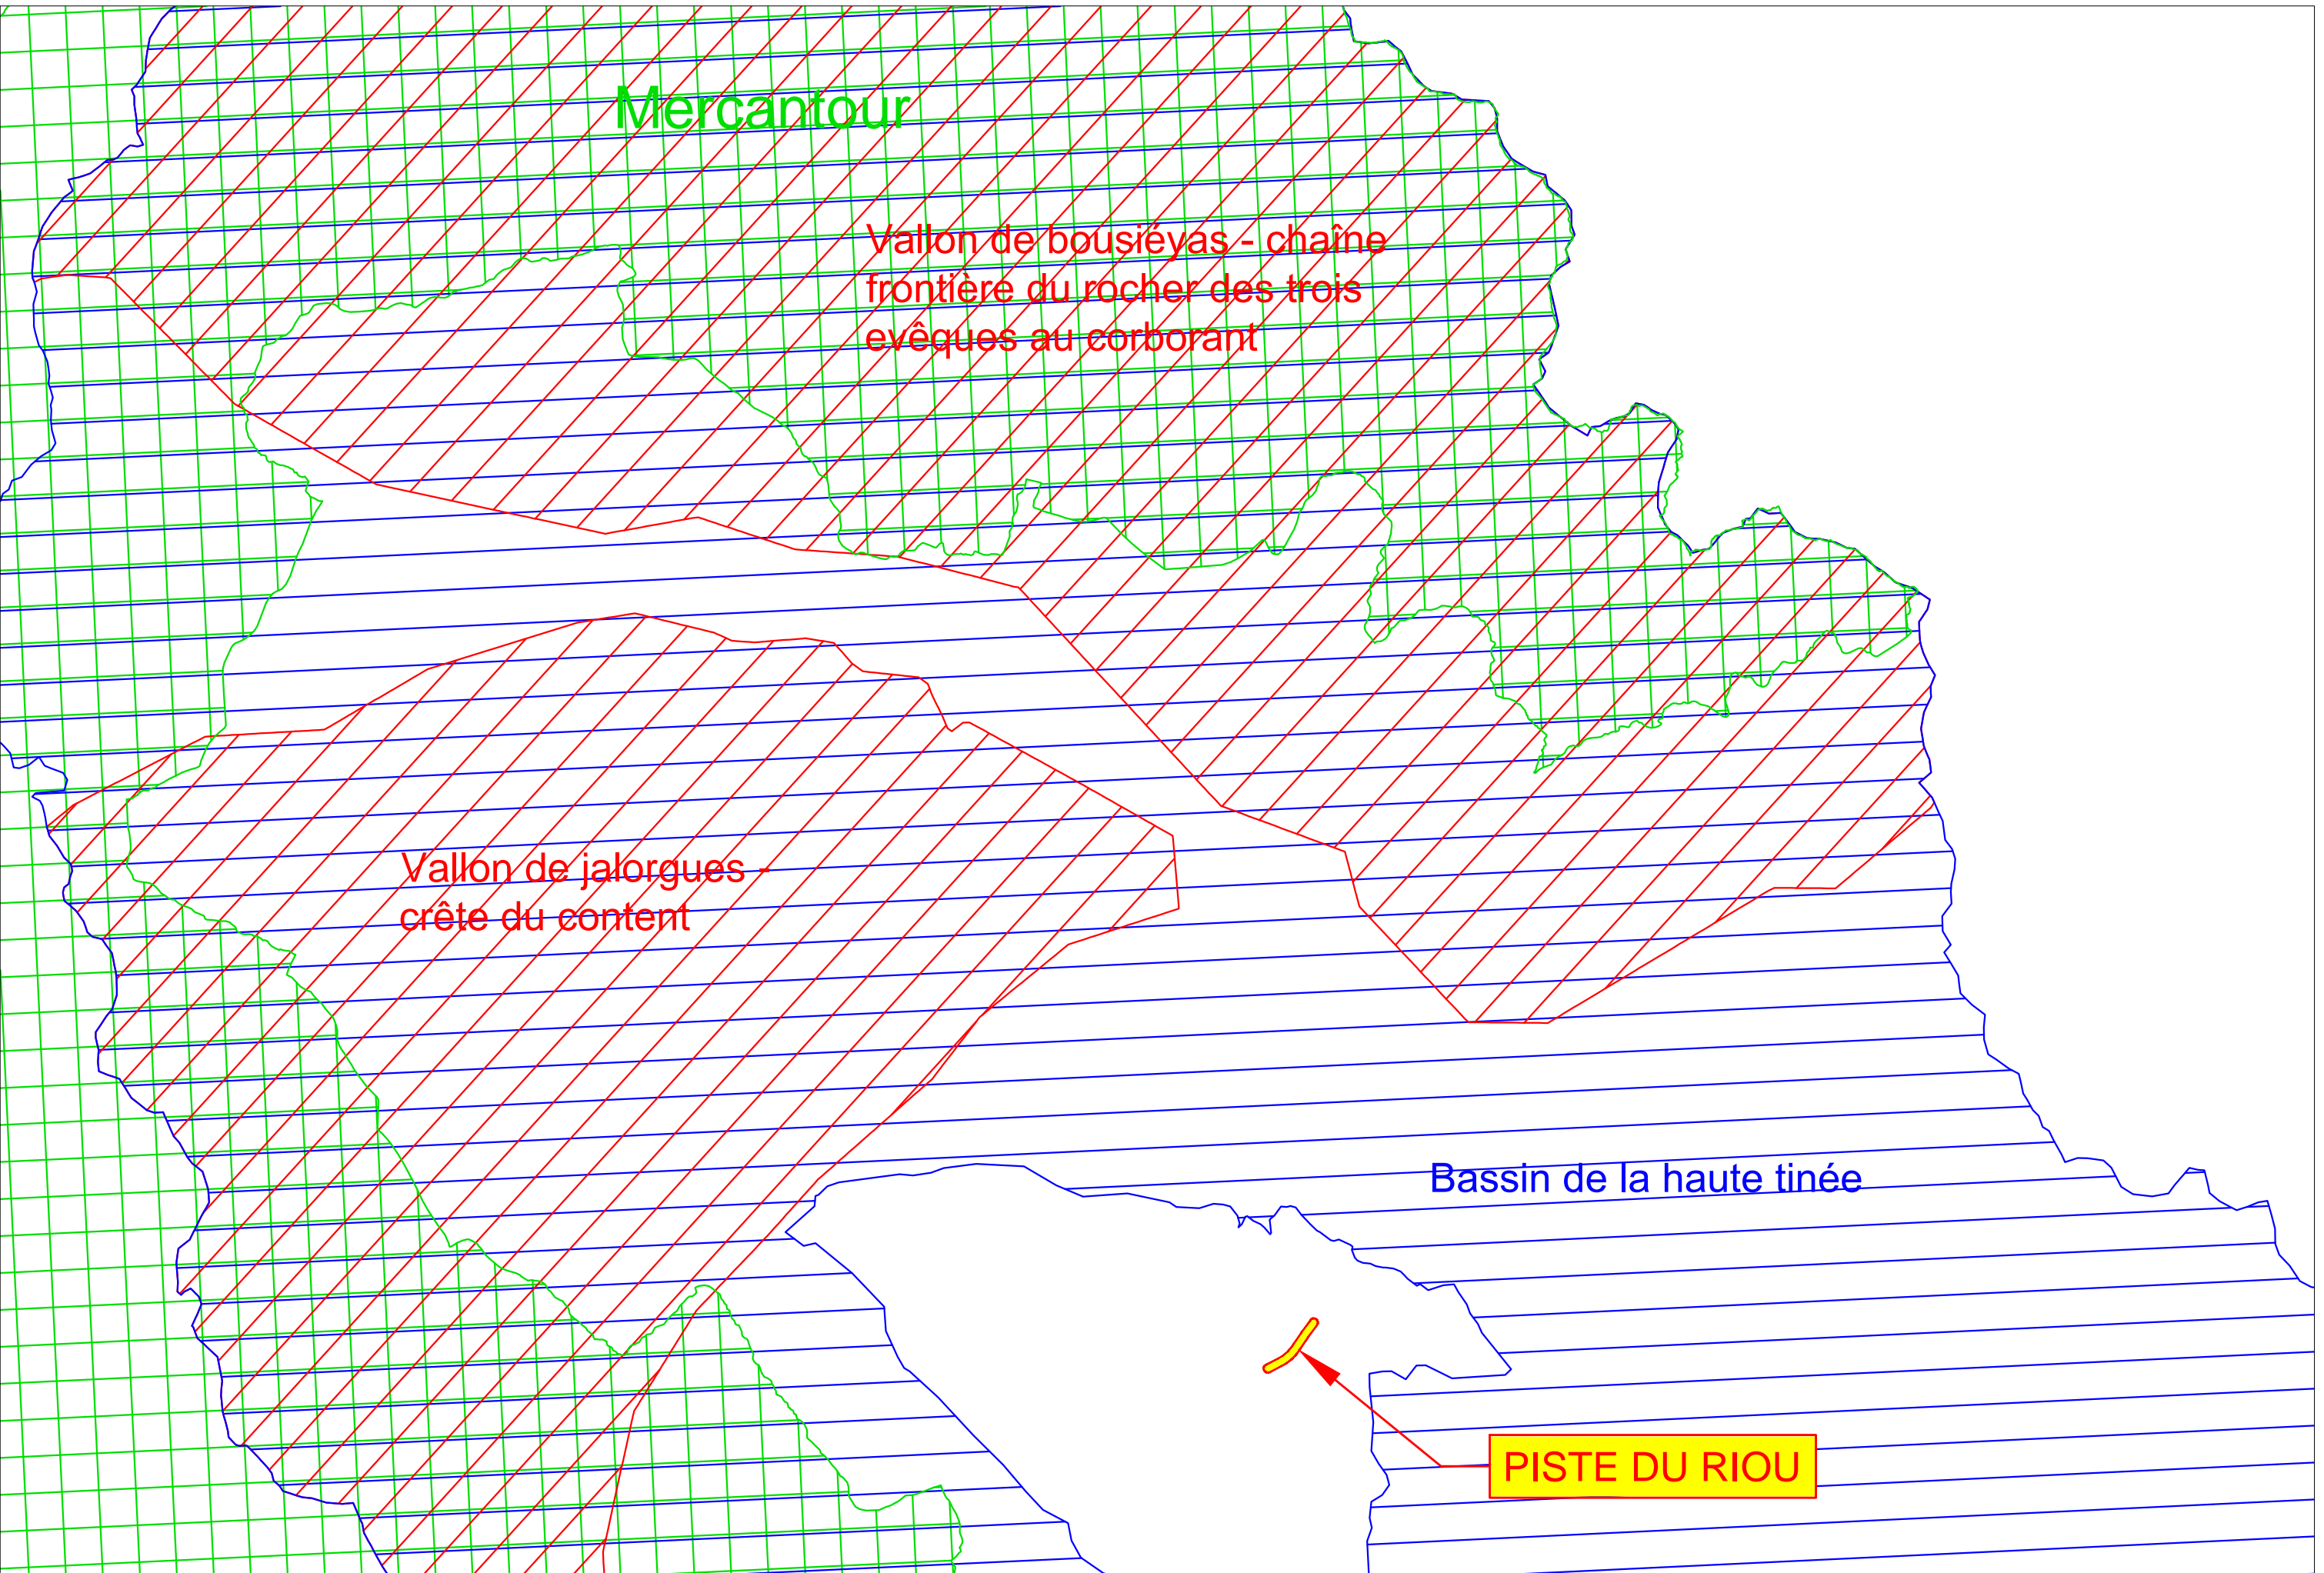 Mercantour
Vallon de bousiéyas - chaîne
frontière du rocher des trois
evêques au corborant
Vallon de jalorgues -
crête du content
Bassin de la haute tinée
PISTE DU RIOU